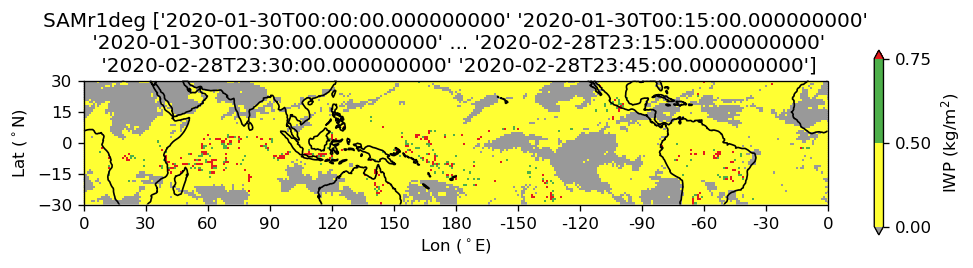 SAMr1deg ['2020-01-30T00:00:00.000000000' '2020-01-30T00:15:00.000000000'
'2020-01-30T00:30:00.000000000' ... '2020-02-28T23:15:00.000000000'
'2020-02-28T23:30:00.000000000' '2020-02-28T23:45:00.000000000']
30
15
0
−15
−30
Lat (°N)
0 30 60 90 120 150 180 -150 -120 -90 -60 -30 0
Lon (°E)
0.75
0.50
0.00
IWP (kg/m²)